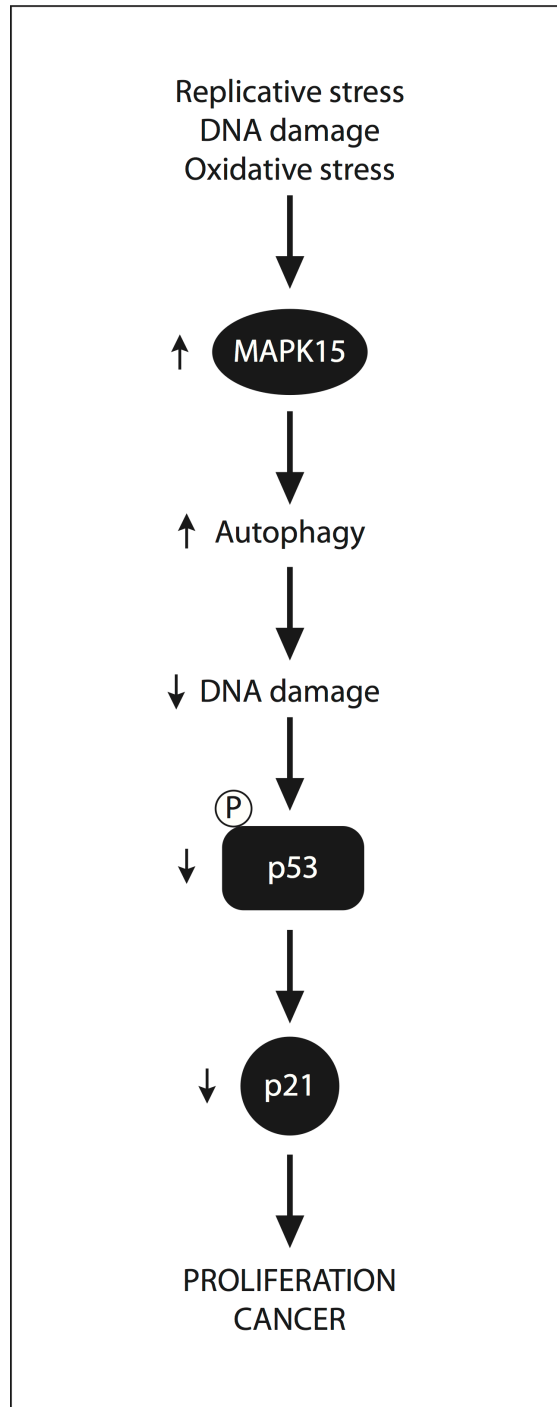 Replicative stress
DNA damage
Oxidative stress
MAPK15
Autophagy
DNA damage
P
p53
p21
PROLIFERATION
CANCER